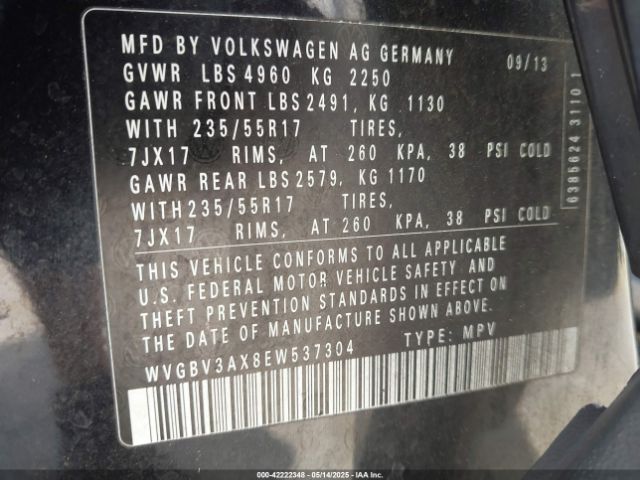 MFD BY VOLKSWAGEN AG GERMANY 09/13
GVWR LBS 4960 KG 2250
GAWR FRONT LBS 2491, KG 1130
WITH 235/55R17 TIRES,
7JX17 RIMS, AT 260 KPA, 38 PSI COLD
GAWR REAR LBS 2579, KG 1170
WITH 235/55R17 TIRES,
7JX17 RIMS, AT 260 KPA, 38 PSI COLD
THIS VEHICLE CONFORMS TO ALL APPLICABLE
U.S. FEDERAL MOTOR VEHICLE SAFETY AND
THEFT PREVENTION STANDARDS IN EFFECT ON
THE DATE OF MANUFACTURE SHOWN ABOVE.
WVGBV3AX8EW537304 TYPE: MPV
6385624 3110 1
000-42222348 - 05/14/2025 - IAA, Inc.